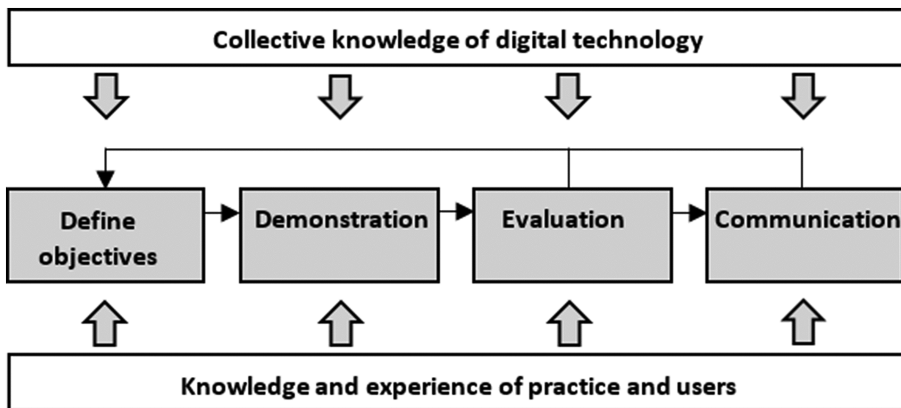 Collective knowledge of digital technology
Define
objectives
Demonstration
Evaluation
Communication
Knowledge and experience of practice and users